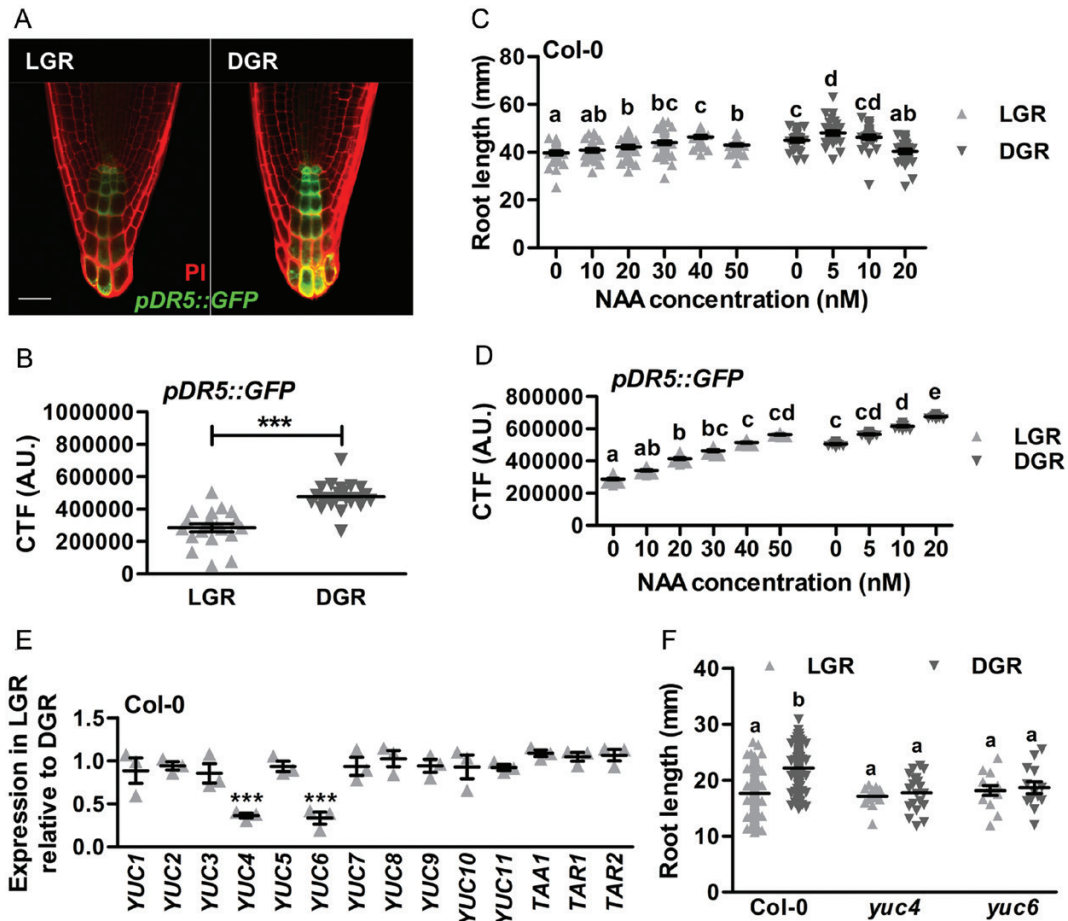 A
LGR DGR
PI
pDR5::GFP
B
pDR5::GFP
1000000
800000
600000
400000
200000
0
CTF (A.U.)
***
LGR DGR
C
Col-0
80
60
40
20
0
Root length (mm)
a ab b bc c b c d cd ab
LGR
DGR
0 10 20 30 40 50 0 5 10 20
NAA concentration (nM)
D
pDR5::GFP
800000
600000
400000
200000
0
CTF (A.U.)
a ab b bc c cd c cd d e
LGR
DGR
0 10 20 30 40 50 0 5 10 20
NAA concentration (nM)
E
Col-0
Expression in LGR
relative to DGR
1.5
1.0
0.5
0.0
*** ***
YUC1 YUC2 YUC3 YUC4 YUC5 YUC6 YUC7 YUC8 YUC9 YUC10 YUC11 TAA1 TAR1 TAR2
F
LGR DGR
Root length (mm)
40
30
20
10
0
a b a a a a
Col-0 yuc4 yuc6